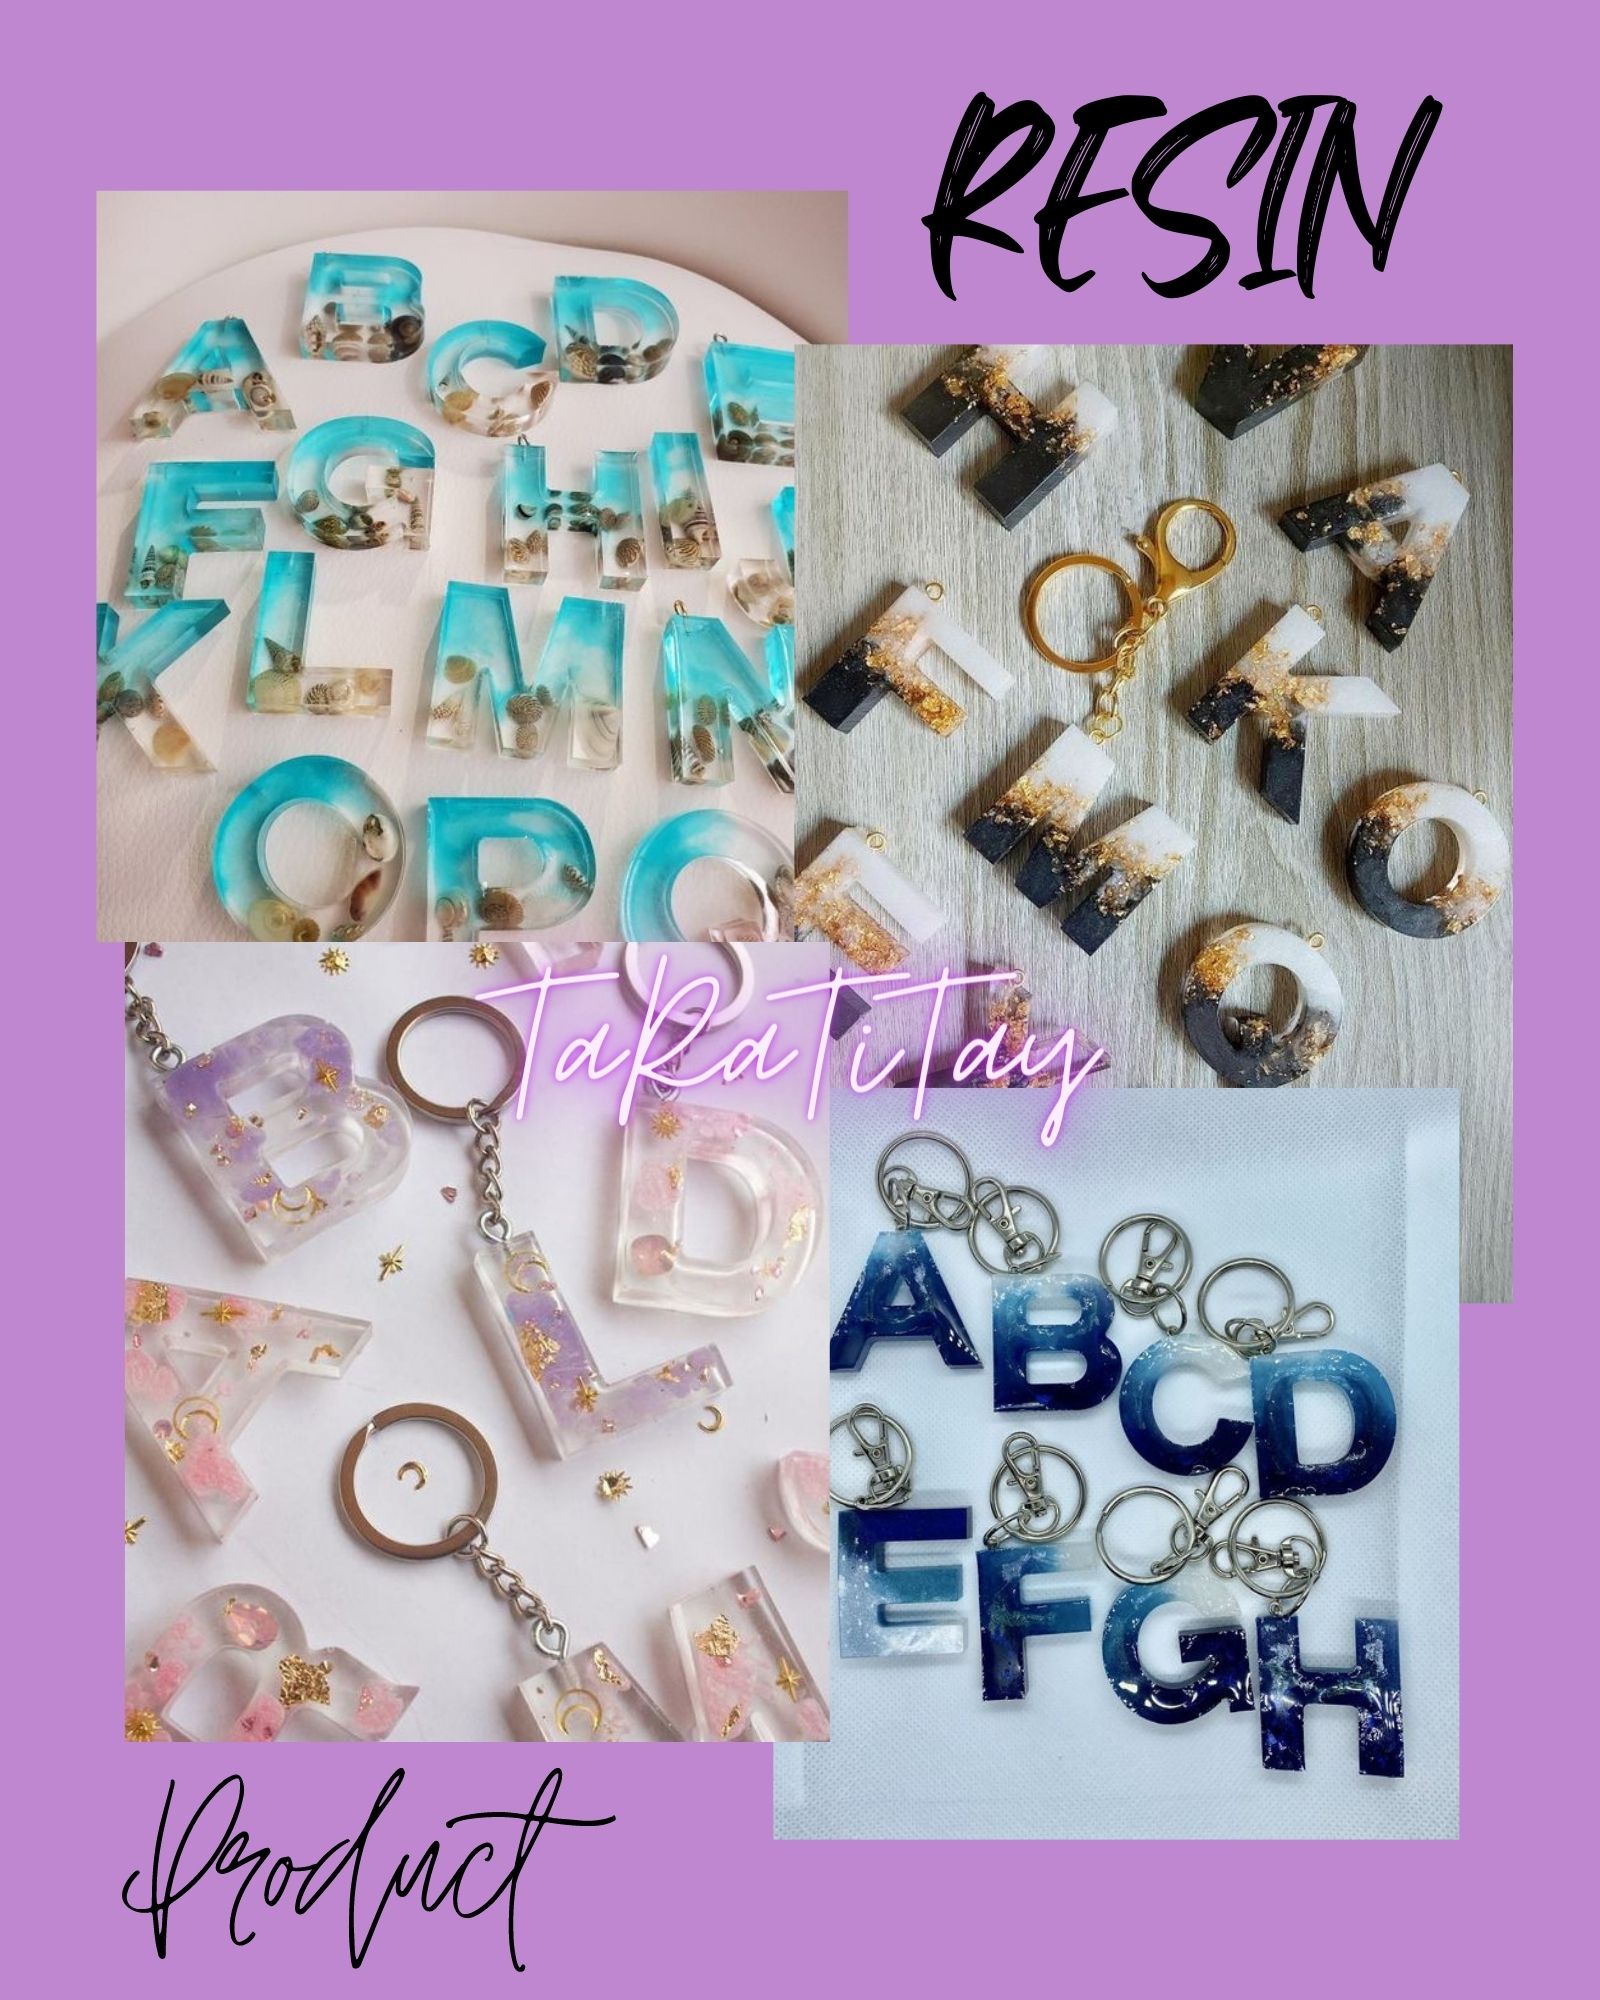 RESIN
A B C D E
F G H I
K L M N
O P Q
H
A
F K
M O
F Q
TaRaTiTay
B D
A L
R
A B C D
E F G H
Product